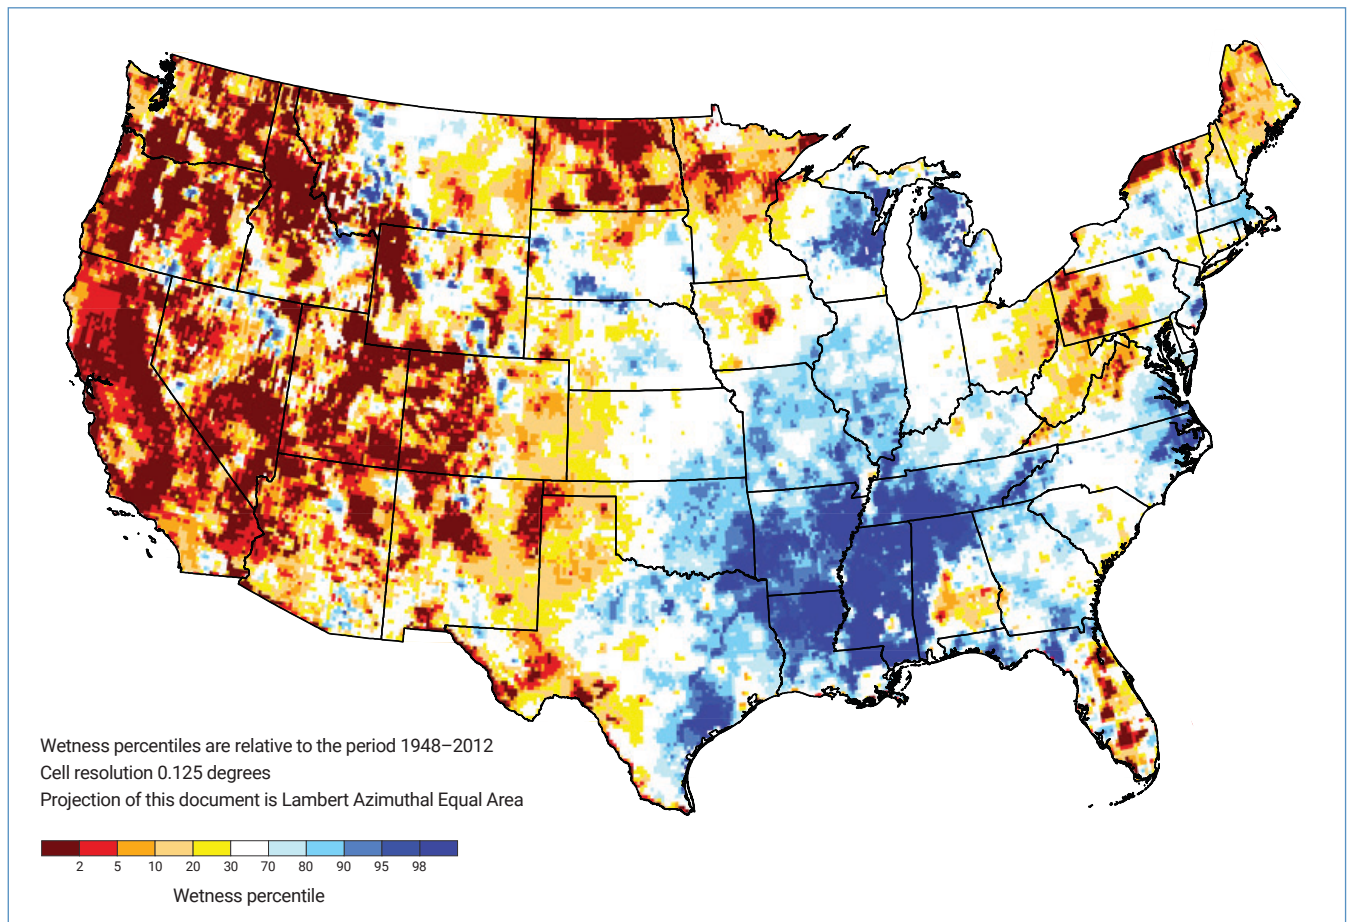 Wetness percentiles are relative to the period 1948–2012
Cell resolution 0.125 degrees
Projection of this document is Lambert Azimuthal Equal Area
2 5 10 20 30 70 80 90 95 98
Wetness percentile